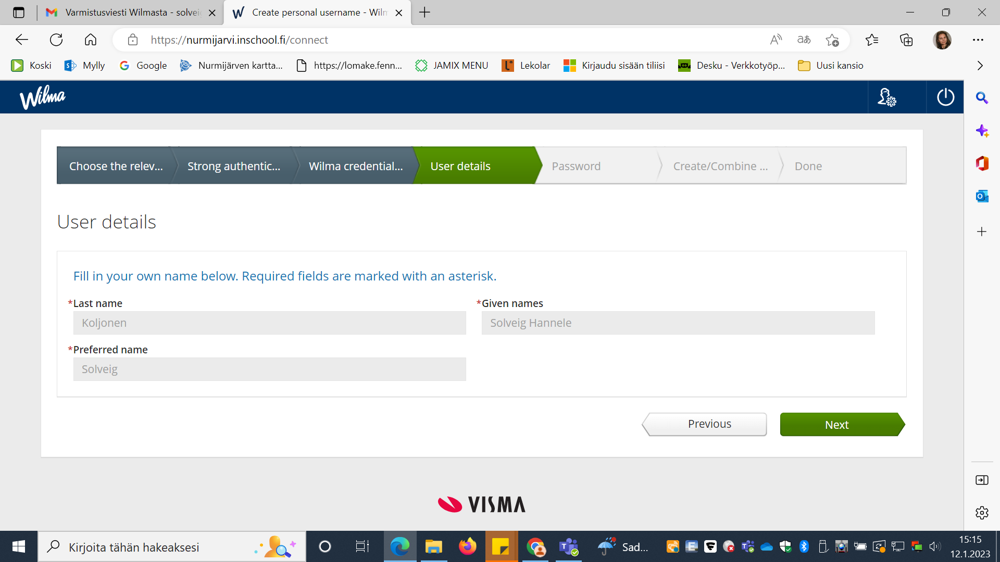 Varmistusviesti Wilmasta - solvei
Create personal username - Wilm
https://nurmijarvi.inschool.fi/connect
Koski
Mylly
Google
Nurmijärven kartta...
https://lomake.fenn...
JAMIX MENU
Lekolar
Kirjaudu sisään tiliisi
Desku - Verkkotyöp...
Uusi kansio
Wilma
Choose the relev...
Strong authentic...
Wilma credential...
User details
Password
Create/Combine ...
Done
User details
Fill in your own name below. Required fields are marked with an asterisk.
*Last name
*Given names
Koljonen
Solveig Hannele
*Preferred name
Solveig
Previous
Next
VISMA
Kirjoita tähän hakeaksesi
Sad...
15:15
12.1.2023